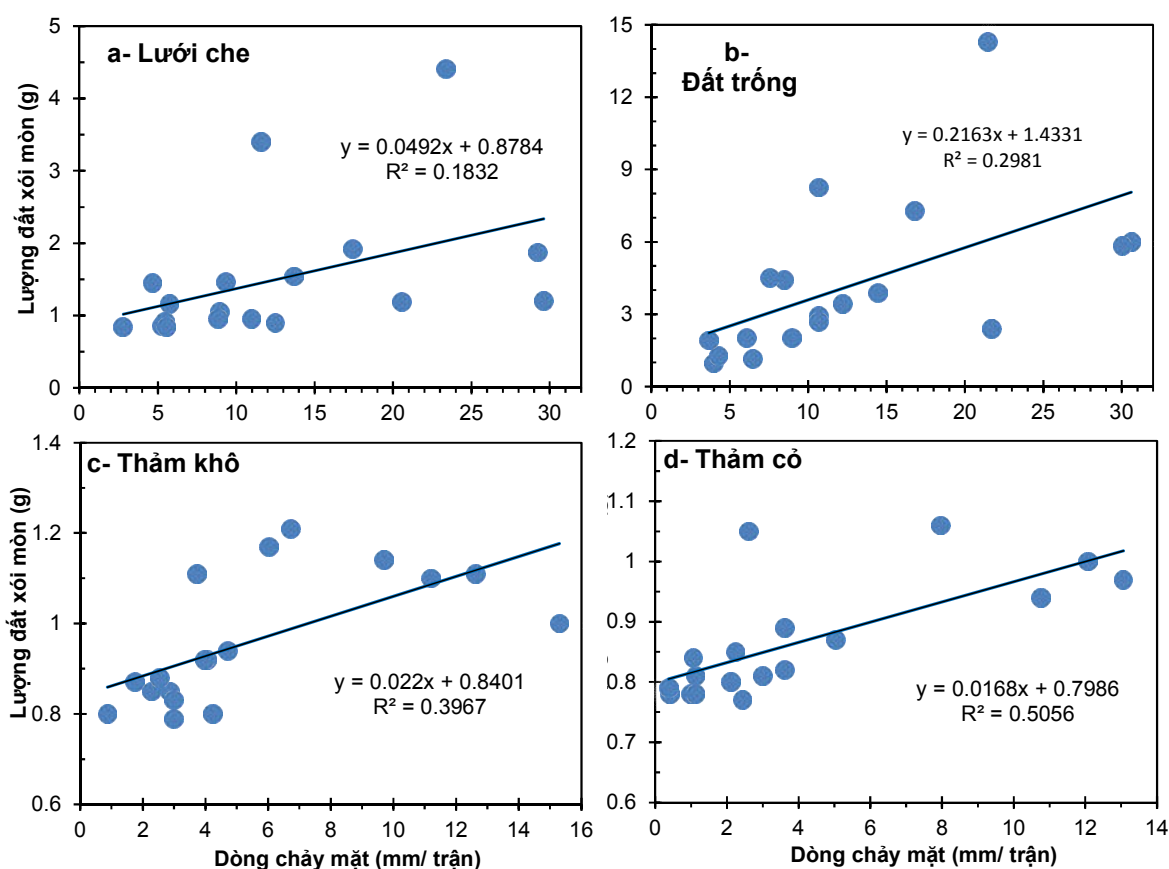 a- Lưới che
Lượng đất xói mòn (g)
5
4
3
2
1
0
y = 0.0492x + 0.8784
R² = 0.1832
0 5 10 15 20 25 30
b-
Đất trống
15
12
9
6
3
0
y = 0.2163x + 1.4331
R² = 0.2981
0 5 10 15 20 25 30
c- Thảm khô
Lượng đất xói mòn (g)
1.4
1.2
1
0.8
0.6
y = 0.022x + 0.8401
R² = 0.3967
0 2 4 6 8 10 12 14 16
Dòng chảy mặt (mm/ trận)
d- Thảm cỏ
1.2
1.1
1
0.9
0.8
0.7
0.6
y = 0.0168x + 0.7986
R² = 0.5056
0 2 4 6 8 10 12 14
Dòng chảy mặt (mm/ trận)